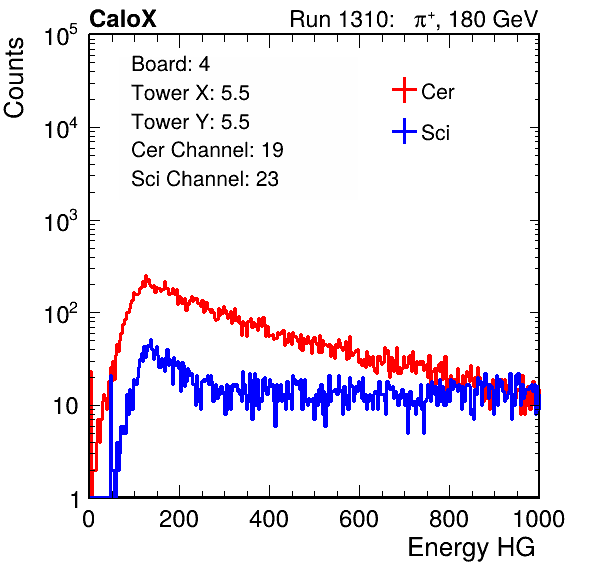 CaloX Run 1310: π⁺, 180 GeV
Counts
10⁵
10⁴
10³
10²
10
1
Board: 4
Tower X: 5.5
Tower Y: 5.5
Cer Channel: 19
Sci Channel: 23
Cer
Sci
0 200 400 600 800 1000
Energy HG